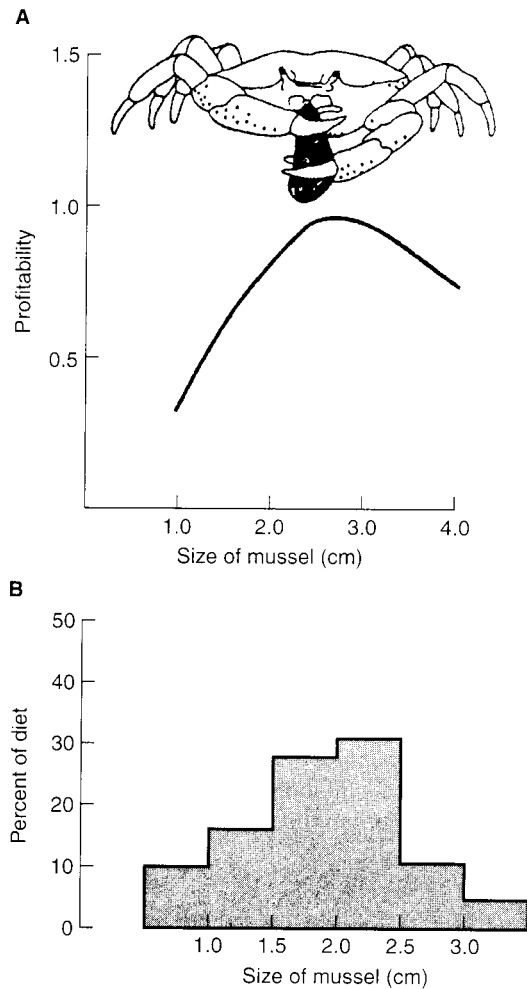 A
1.5
1.0
0.5
Profitability
1.0 2.0 3.0 4.0
Size of mussel (cm)
B
50
40
30
20
10
0
Percent of diet
1.0 1.5 2.0 2.5 3.0
Size of mussel (cm)